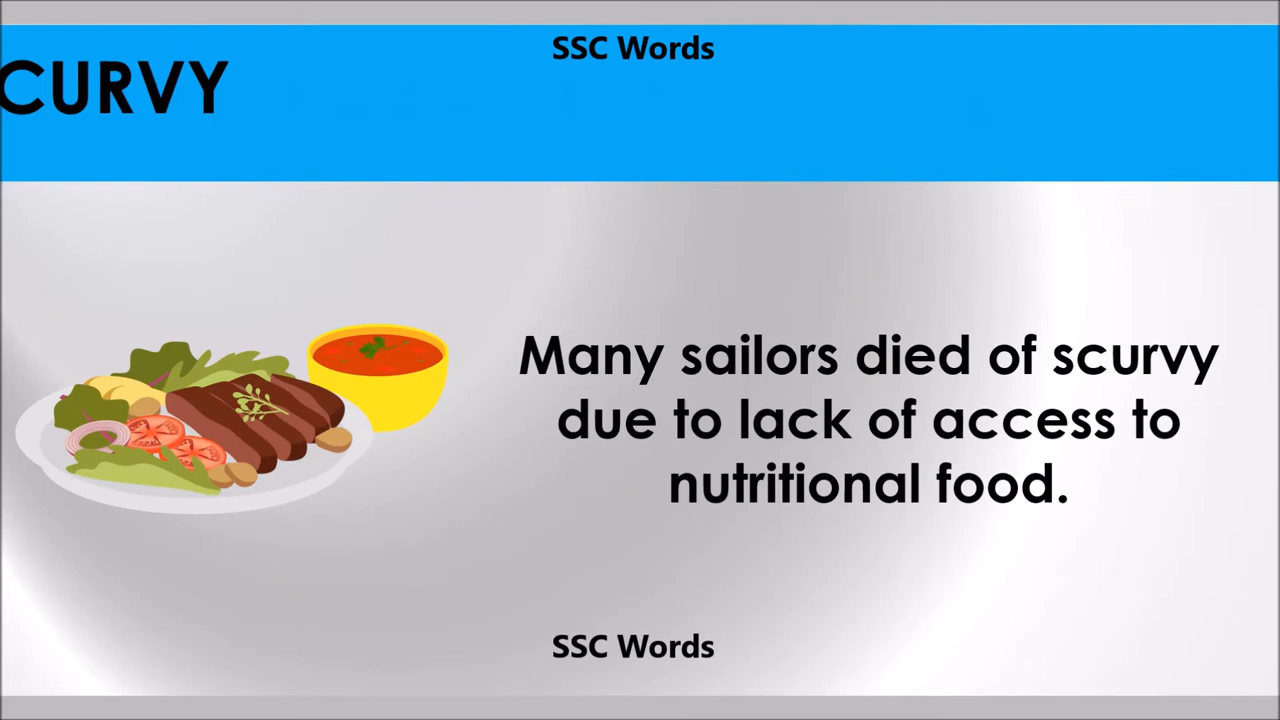 SSC Words
CURVY
Many sailors died of scurvy
due to lack of access to
nutritional food.
SSC Words